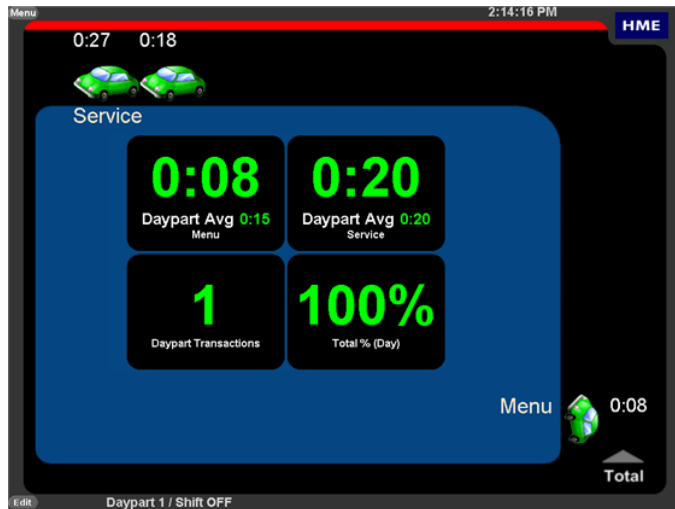 Menu
2:14:16 PM
HME
0:27 0:18
Service
0:08
Daypart Avg 0:15
Menu
0:20
Daypart Avg 0:20
Service
1
Daypart Transactions
100%
Total % (Day)
Menu 0:08
Total
Edit
Daypart 1 / Shift OFF